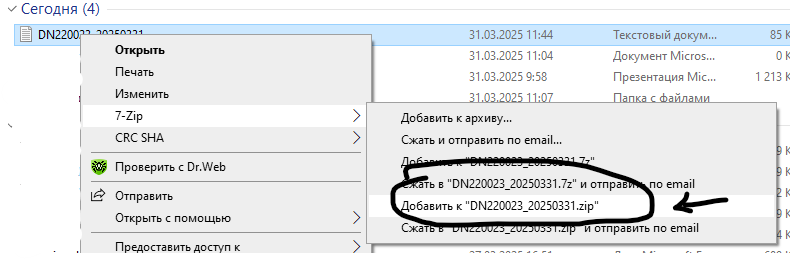 Сегодня (4)
DN220023_20250331 31.03.2025 11:44 Текстовый докум... 85 К
31.03.2025 11:04 Документ Micros... 0 К
31.03.2025 9:58 Презентация Mic... 1 213 К
31.03.2025 11:07 Папка с файлами
Открыть
Печать
Изменить
7-Zip
CRC SHA
Проверить с Dr.Web
Отправить
Открыть с помощью
Предоставить доступ к
Добавить к архиву...
Сжать и отправить по email...
Добавить к "DN220023_20250331.7z"
Сжать в "DN220023_20250331.7z" и отправить по email
Добавить к "DN220023_20250331.zip"
Сжать в "DN220023_20250331.zip" и отправить по email